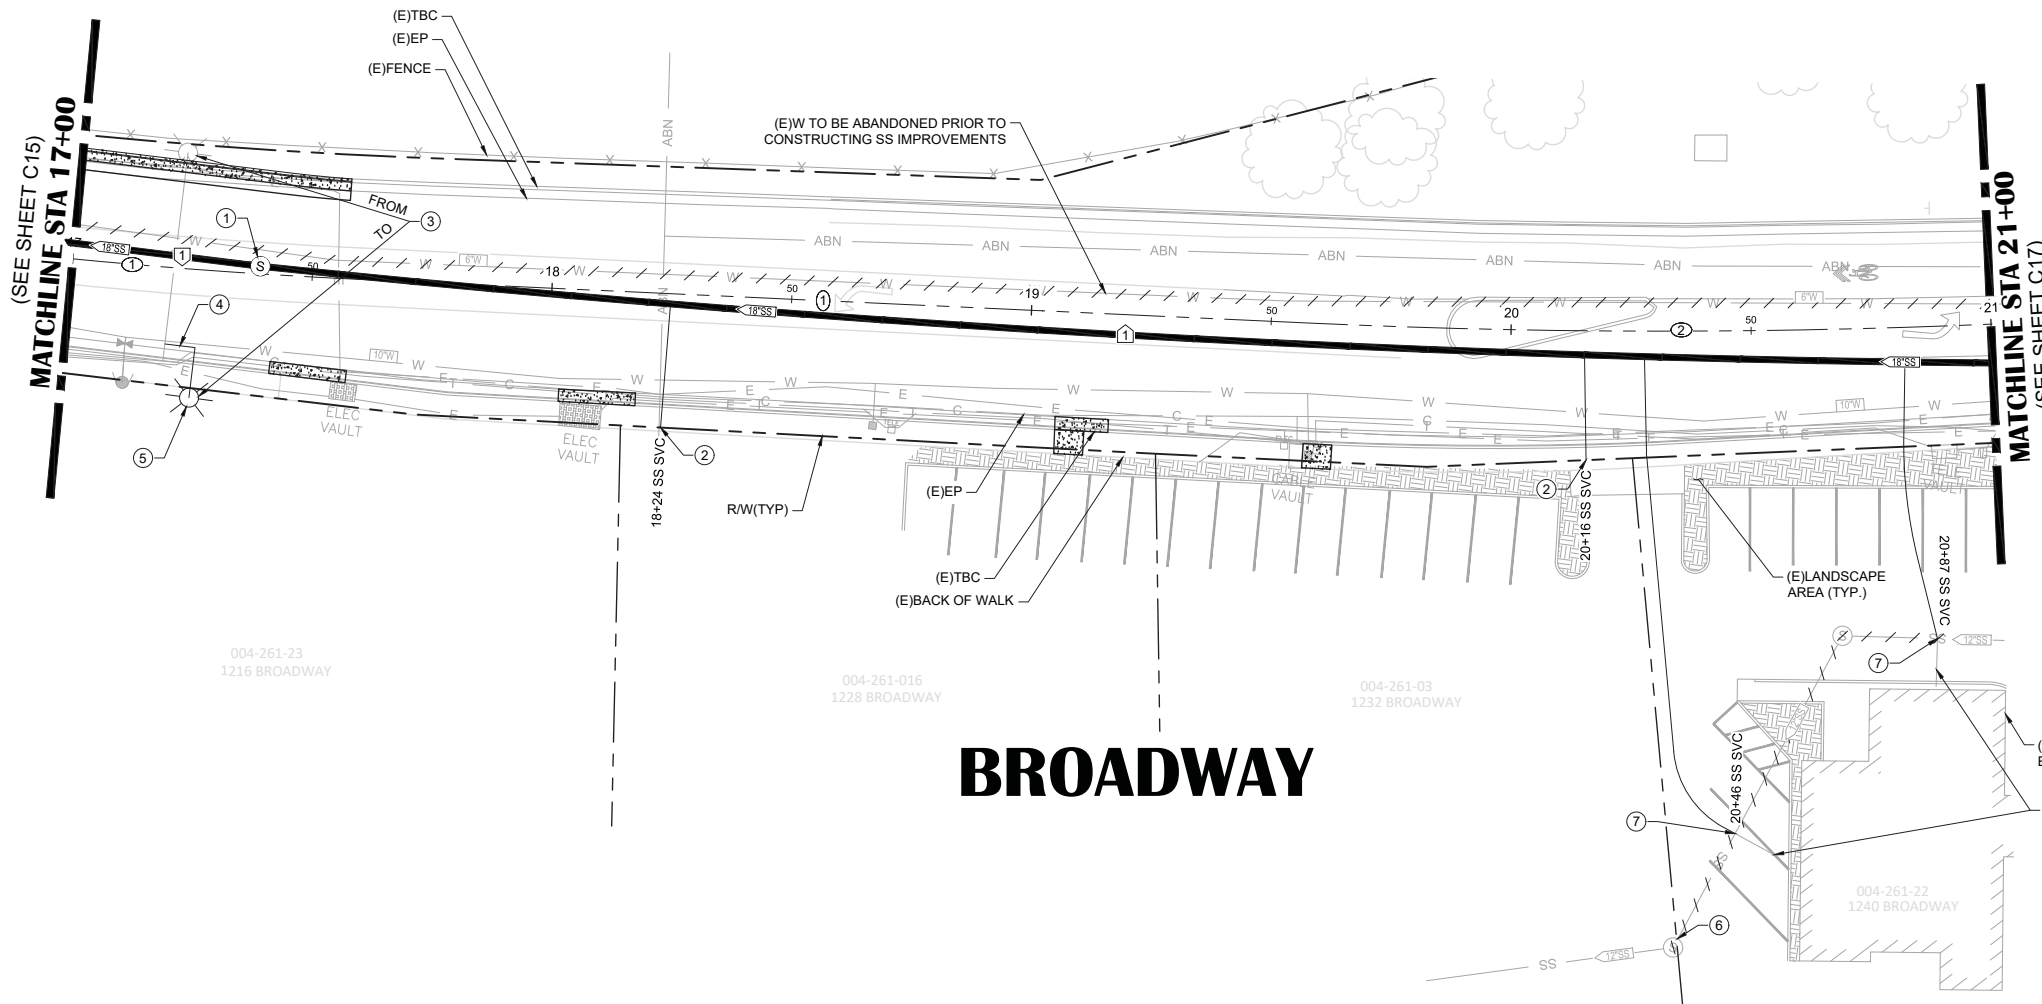 (E)TBC
(E)EP
(E)FENCE
(E)W TO BE ABANDONED PRIOR TO
CONSTRUCTING SS IMPROVEMENTS
MATCHLINE STA 17+00
(SEE SHEET C15)
MATCHLINE STA 21+00
(SEE SHEET C17)
ABN
ABN
ABN
ABN
ABN
ABN
ABN
ABN
ABN
ABN
FROM
TO
3
1
S
18"SS
1
1
50
6"W
18
50
1
18"SS
19
50
1
20
50
2
6"W
21
18"SS
4
5
10"W
10"W
ELEC
VAULT
ELEC
VAULT
18+24 SS SVC
2
R/W(TYP)
(E)EP
(E)TBC
(E)BACK OF WALK
CABLE
VAULT
2
20+16 SS SVC
VAULT
(E)LANDSCAPE
AREA (TYP.)
20+87 SS SVC
S
SS
12"SS
7
004-261-23
1216 BROADWAY
004-261-016
1228 BROADWAY
004-261-03
1232 BROADWAY
BROADWAY
20+46 SS SVC
7
SS
004-261-22
1240 BROADWAY
6
S
12"SS
SS